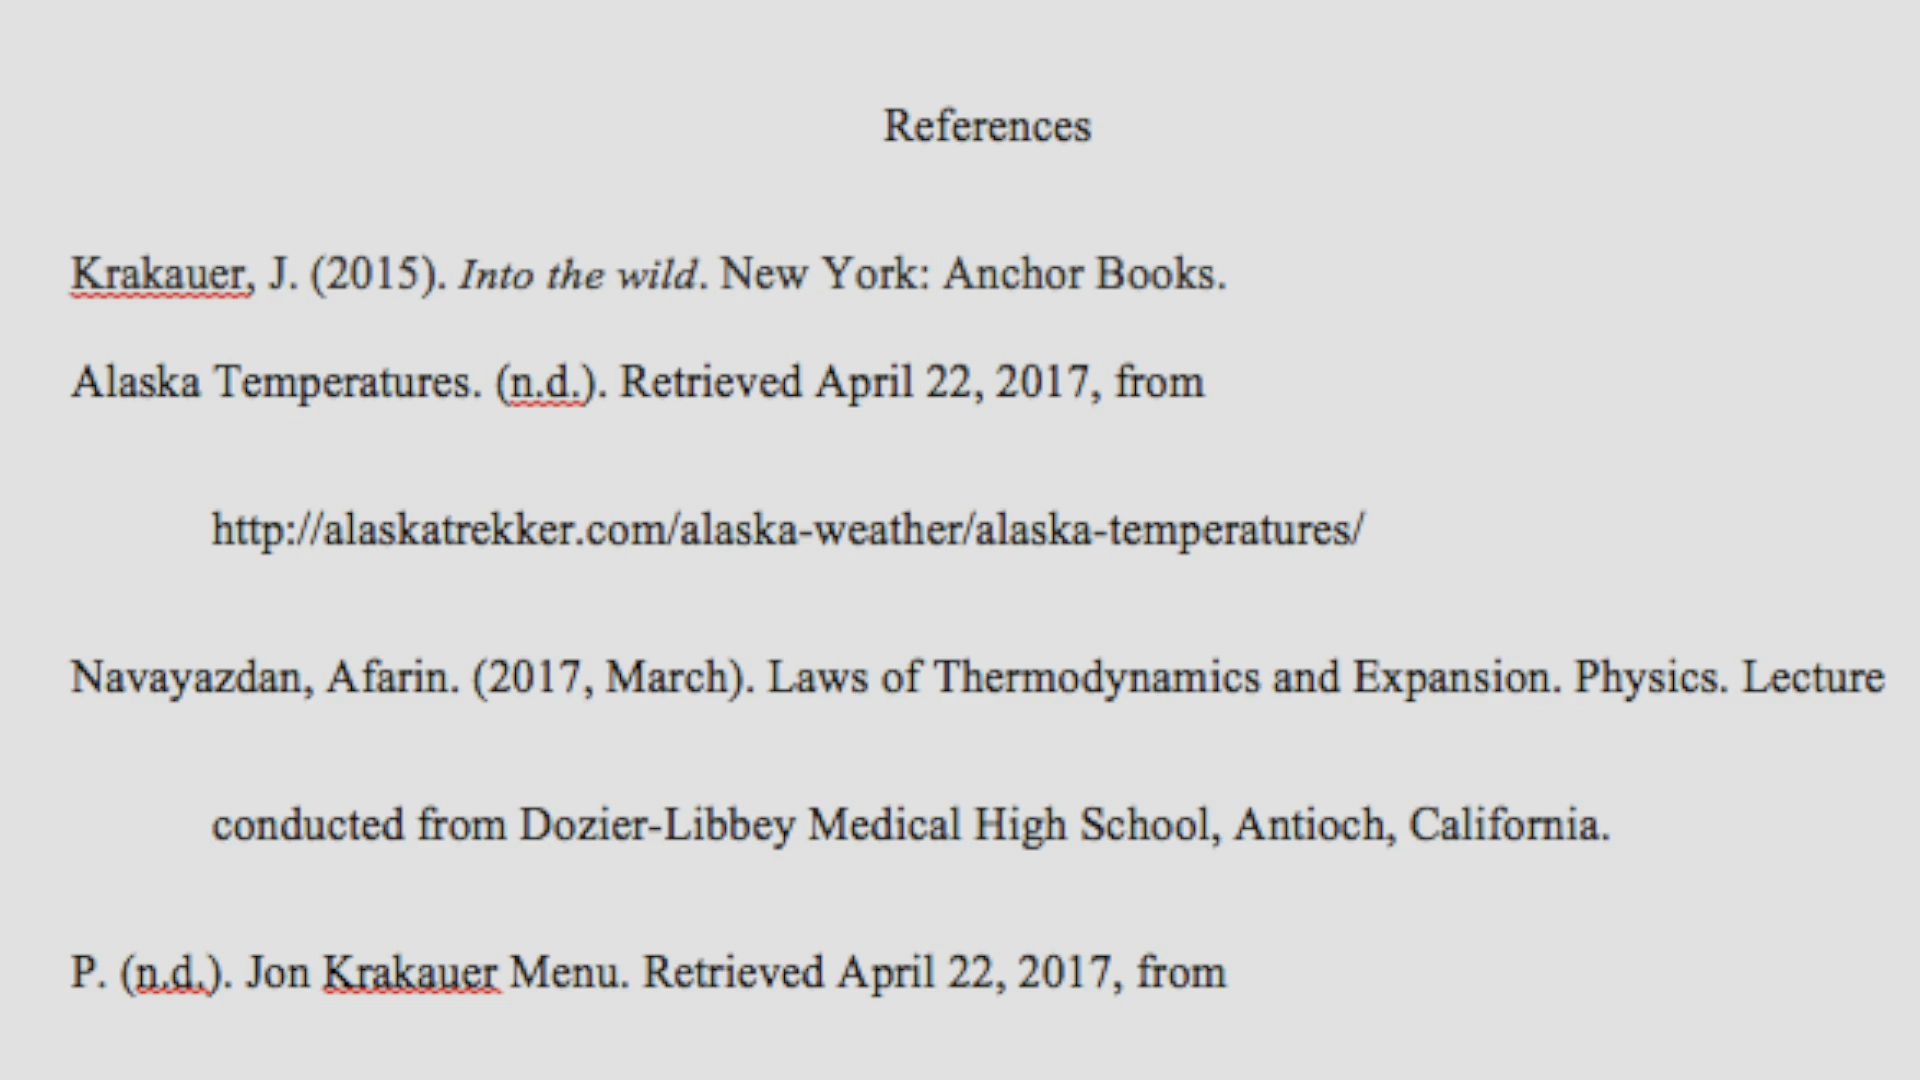 References
Krakauer, J. (2015). Into the wild. New York: Anchor Books.
Alaska Temperatures. (n.d.). Retrieved April 22, 2017, from
http://alaskatrekker.com/alaska-weather/alaska-temperatures/
Navayazdan, Afarin. (2017, March). Laws of Thermodynamics and Expansion. Physics. Lecture
conducted from Dozier-Libbey Medical High School, Antioch, California.
P. (n.d.). Jon Krakauer Menu. Retrieved April 22, 2017, from